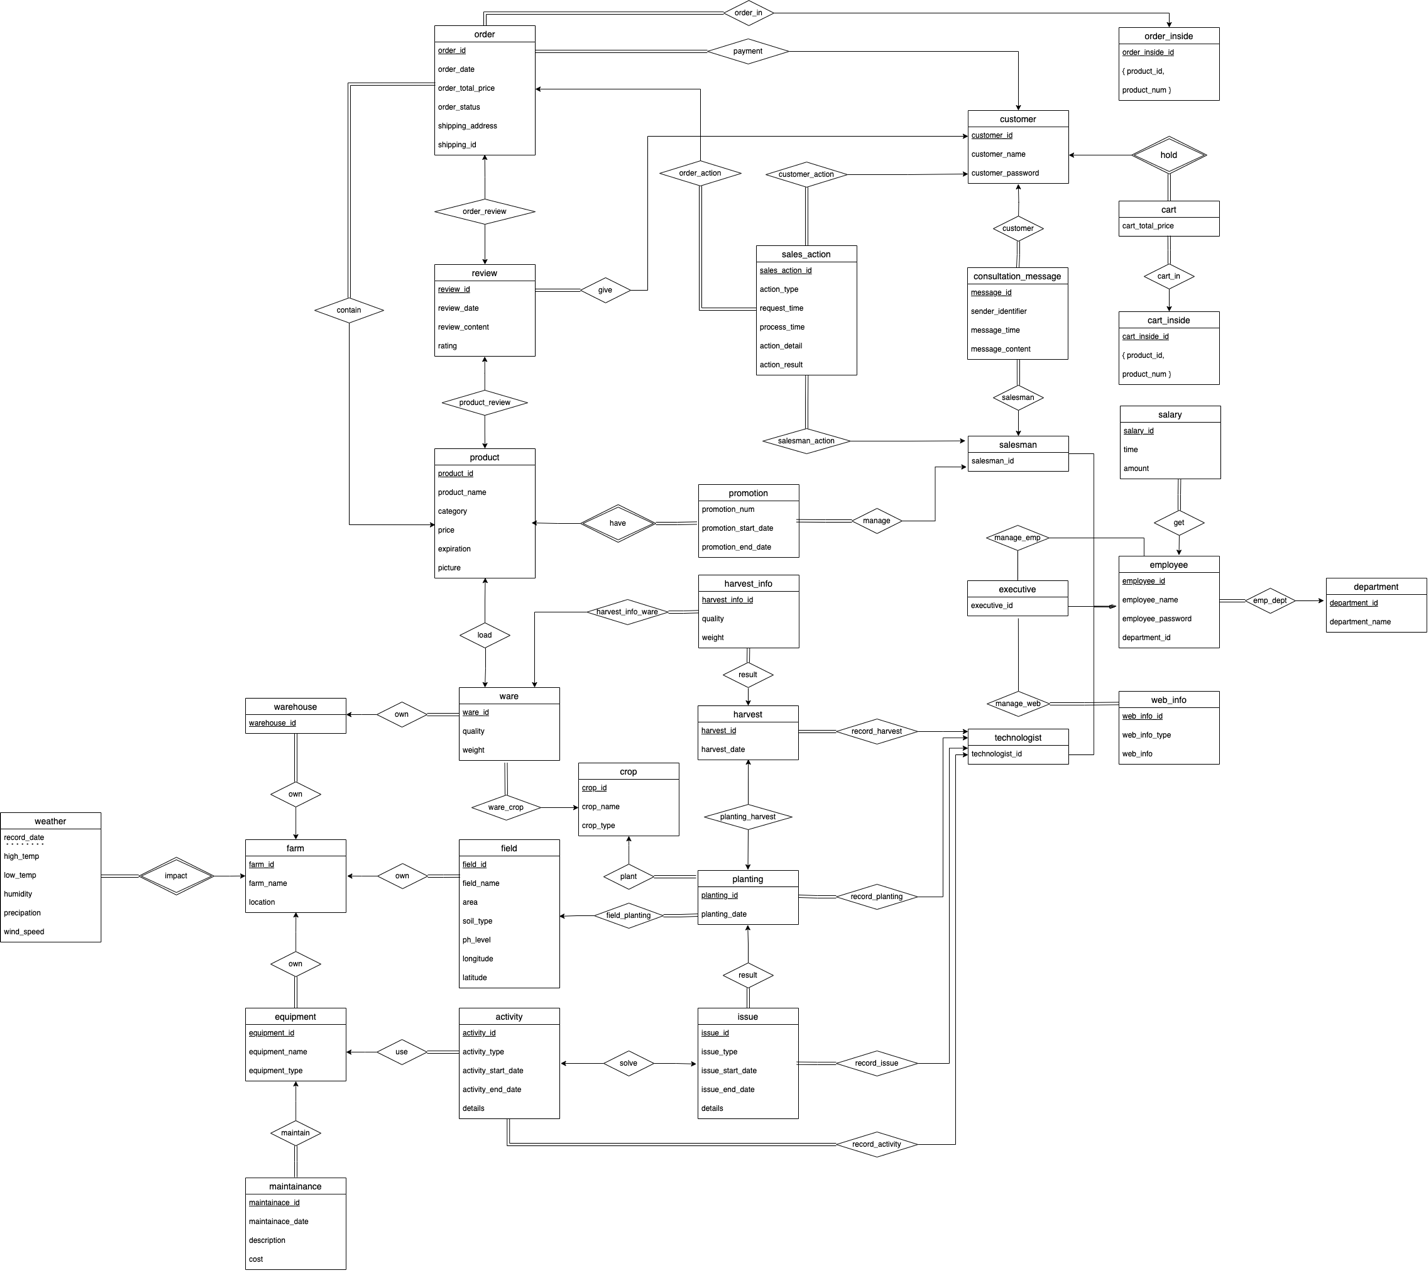 order_in
order
order_id
order_date
order_total_price
order_status
shipping_address
shipping_id
payment
order_inside
order_inside_id
{ product_id,
product_num }
customer
customer_id
customer_name
customer_password
hold
order_action
customer_action
order_review
cart
cart_total_price
customer
sales_action
sales_action_id
action_type
request_time
process_time
action_detail
action_result
review
review_id
review_date
review_content
rating
give
contain
consultation_message
message_id
sender_identifier
message_time
message_content
cart_in
cart_inside
cart_inside_id
{ product_id,
product_num }
product_review
salesman
salary
salary_id
time
amount
salesman_action
salesman
salesman_id
product
product_id
product_name
category
price
expiration
picture
have
promotion
promotion_num
promotion_start_date
promotion_end_date
manage
get
manage_emp
employee
employee_id
employee_name
employee_password
department_id
executive
executive_id
emp_dept
department
department_id
department_name
harvest_info
harvest_info_id
quality
weight
harvest_info_ware
load
result
ware
ware_id
quality
weight
own
warehouse
warehouse_id
manage_web
web_info
web_info_id
web_info_type
web_info
harvest
harvest_id
harvest_date
record_harvest
technologist
technologist_id
crop
crop_id
crop_name
crop_type
ware_crop
own
planting_harvest
weather
record_date
high_temp
low_temp
humidity
precipation
wind_speed
impact
farm
farm_id
farm_name
location
own
field
field_id
field_name
area
soil_type
ph_level
longitude
latitude
plant
field_planting
planting
planting_id
planting_date
record_planting
own
result
equipment
equipment_id
equipment_name
equipment_type
use
activity
activity_id
activity_type
activity_start_date
activity_end_date
details
solve
issue
issue_id
issue_type
issue_start_date
issue_end_date
details
record_issue
maintain
record_activity
maintainance
maintainace_id
maintainace_date
description
cost